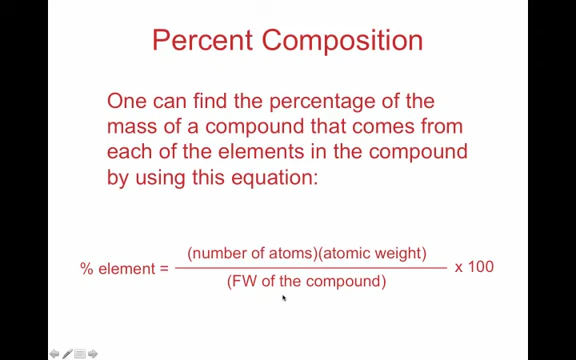 Percent Composition
One can find the percentage of the
mass of a compound that comes from
each of the elements in the compound
by using this equation:
(number of atoms)(atomic weight)
% element =
x 100
(FW of the compound)